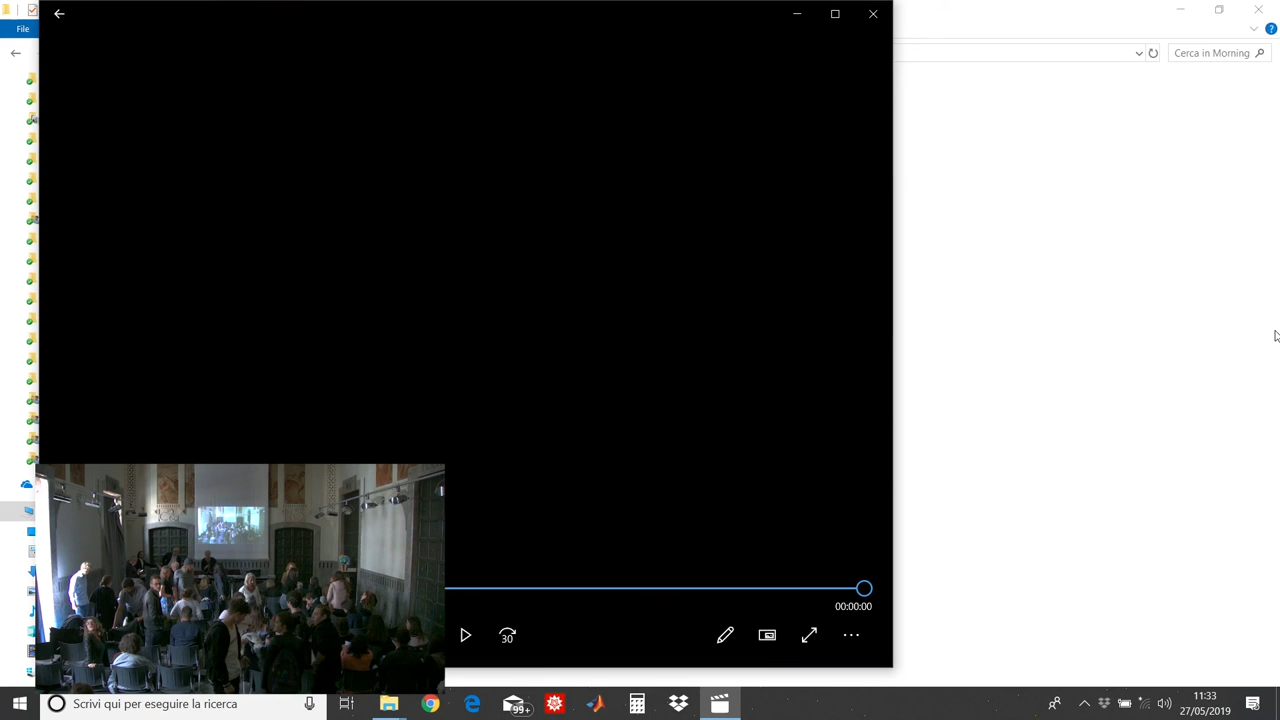 File
Cerca in Morning
00:00:00
30
Scrivi qui per eseguire la ricerca
99+
11:33
27/05/2019